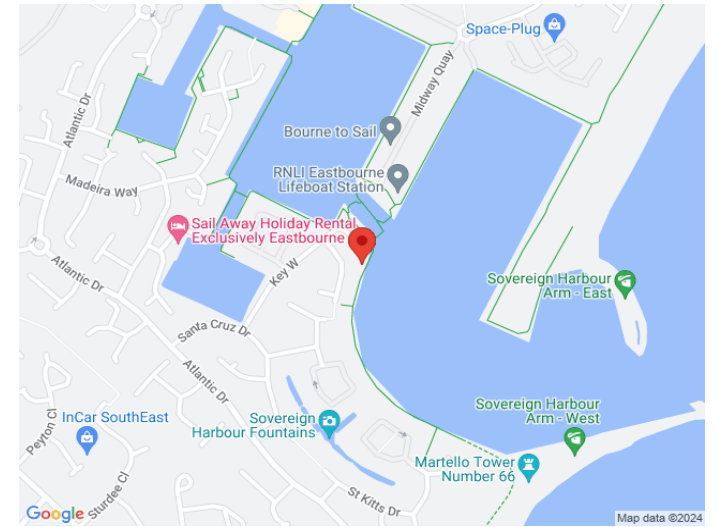 Space-Plug
Midway Quay
Atlantic Dr
Bourne to Sail
RNLI Eastbourne
Lifeboat Station
Madeira Way
Sail Away Holiday Rental
Exclusively Eastbourne
Atlantic Dr
Key W
Sovereign Harbour
Arm - East
Santa Cruz Dr
Atlantic Dr
InCar SouthEast
Peyton Cl
Sovereign
Harbour Fountains
Sovereign Harbour
Arm - West
Martello Tower
Number 66
Sturdee Cl
St Kitts Dr
Google
Map data ©2024